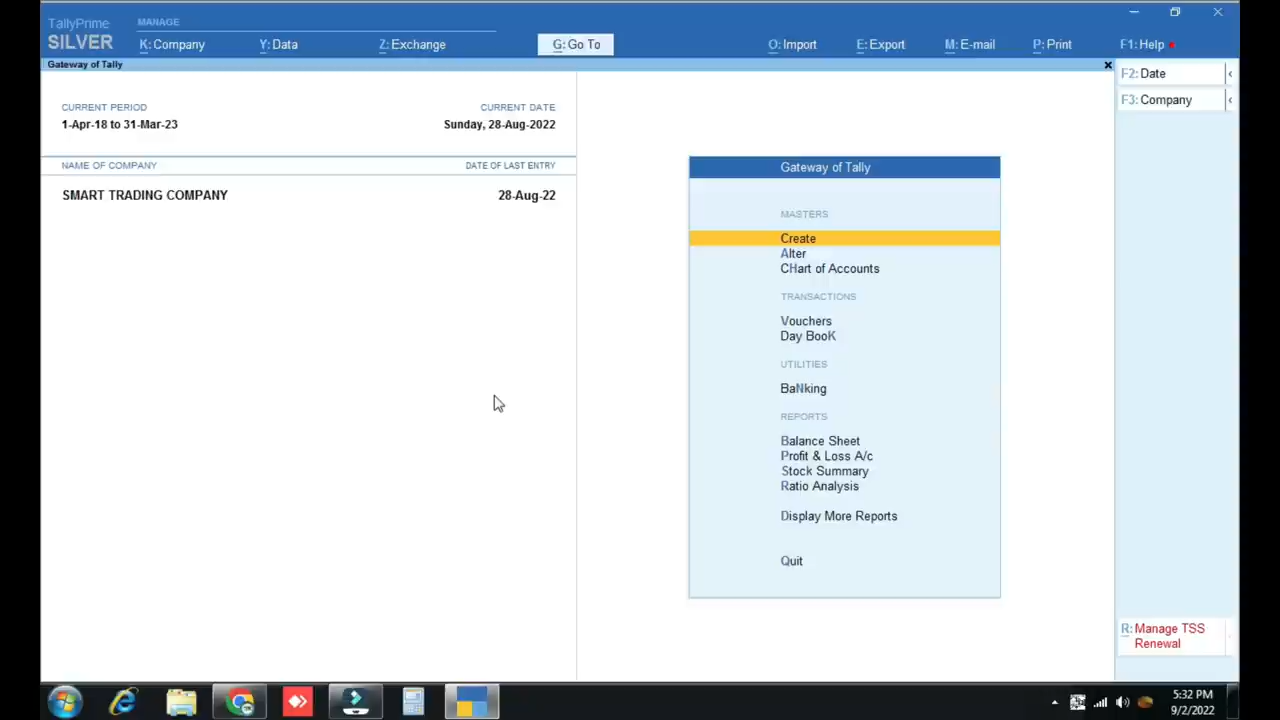 TallyPrime
SILVER
MANAGE
K: Company
Y: Data
Z: Exchange
G: Go To
O: Import
E: Export
M: E-mail
P: Print
F1: Help
Gateway of Tally
F2: Date
F3: Company
CURRENT PERIOD
CURRENT DATE
1-Apr-18 to 31-Mar-23
Sunday, 28-Aug-2022
NAME OF COMPANY
DATE OF LAST ENTRY
SMART TRADING COMPANY
28-Aug-22
Gateway of Tally
MASTERS
Create
Alter
CHart of Accounts
TRANSACTIONS
Vouchers
Day BooK
UTILITIES
BaNking
REPORTS
Balance Sheet
Profit & Loss A/c
Stock Summary
Ratio Analysis
Display More Reports
Quit
R: Manage TSS
Renewal
5:32 PM
9/2/2022